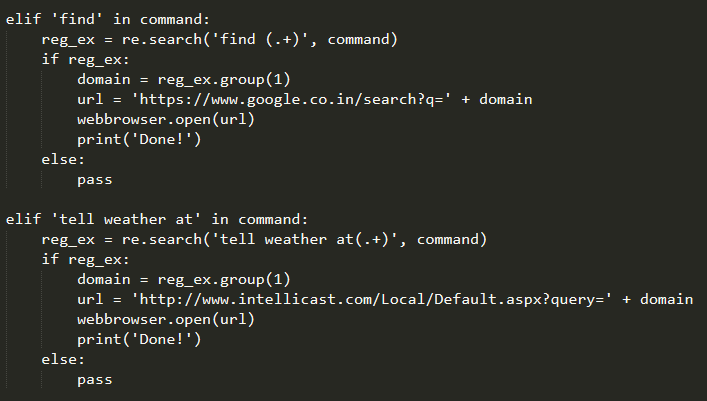 elif 'find' in command:
    reg_ex = re.search('find (.+)', command)
    if reg_ex:
        domain = reg_ex.group(1)
        url = 'https://www.google.co.in/search?q=' + domain
        webbrowser.open(url)
        print('Done!')
    else:
        pass

elif 'tell weather at' in command:
    reg_ex = re.search('tell weather at(.+)', command)
    if reg_ex:
        domain = reg_ex.group(1)
        url = 'http://www.intellicast.com/Local/Default.aspx?query=' + domain
        webbrowser.open(url)
        print('Done!')
    else:
        pass